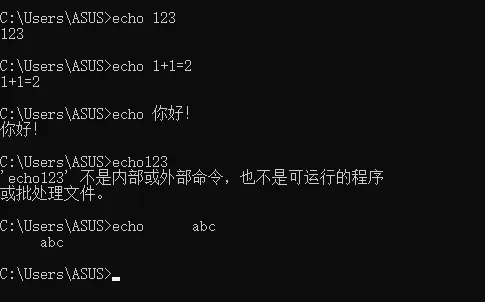 C:\Users\ASUS>echo 123
123
C:\Users\ASUS>echo 1+1=2
1+1=2
C:\Users\ASUS>echo 你好!
你好!
C:\Users\ASUS>echo123
'echo123' 不是内部或外部命令，也不是可运行的程序
或批处理文件。
C:\Users\ASUS>echo      abc
     abc
C:\Users\ASUS>